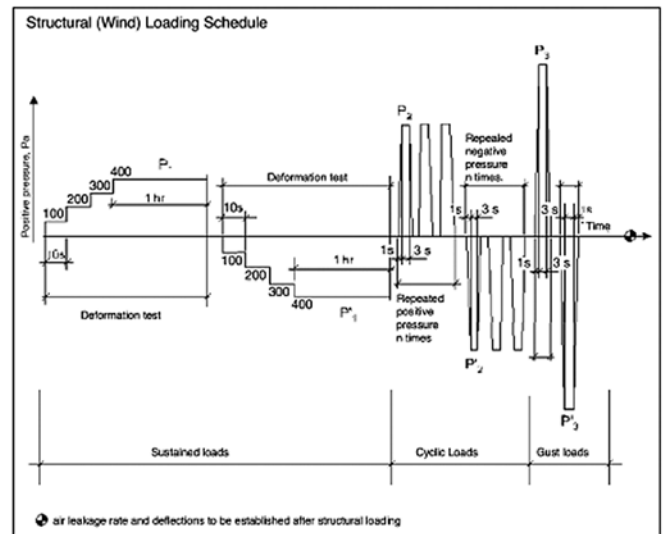 Structural (Wind) Loading Schedule
Positive pressure, Pa
100
200
300
400
P
1 hr
10s
Deformation test
Deformation test
10s
100
200
300
400
1 hr
P'1
P2
1s
3 s
Repeated
positive
pressure
n times
Repeated
negative
pressure
n times.
1s
3 s
P'2
P3
1s
3 s
3 s
1s
Time
P'3
Sustained loads
Cyclic Loads
Gust loads
air leakage rate and deflections to be established after structural loading